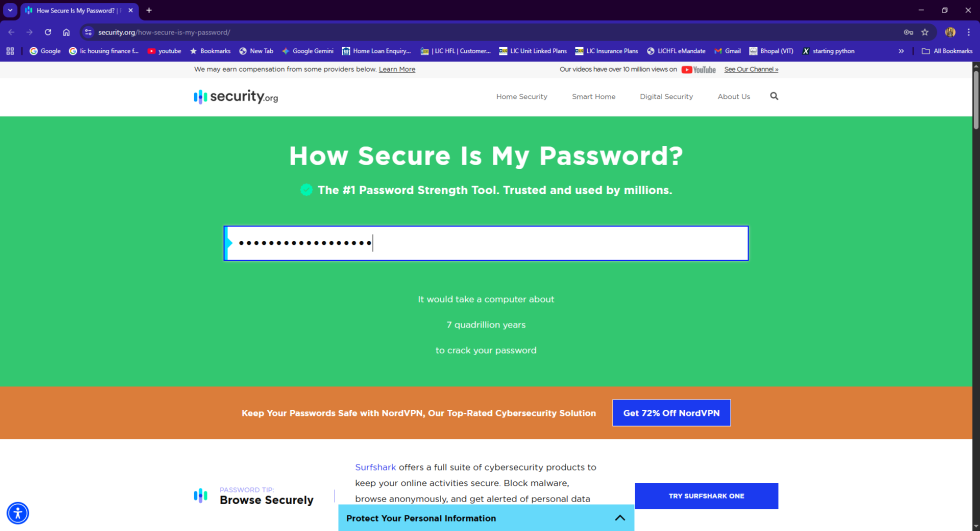 How Secure Is My Password? |
security.org/how-secure-is-my-password/
Google
lic housing finance f...
youtube
Bookmarks
New Tab
Google Gemini
Home Loan Enquiry...
| LIC HFL | Customer...
LIC Unit Linked Plans
LIC Insurance Plans
LICHFL eMandate
Gmail
Bhopal (VIT)
starting python
»
All Bookmarks
We may earn compensation from some providers below. Learn More
Our videos have over 10 million views on YouTube See Our Channel »
security.org
Home Security
Smart Home
Digital Security
About Us
How Secure Is My Password?
The #1 Password Strength Tool. Trusted and used by millions.
It would take a computer about
7 quadrillion years
to crack your password
Keep Your Passwords Safe with NordVPN, Our Top-Rated Cybersecurity Solution
Get 72% Off NordVPN
PASSWORD TIP:
Browse Securely
Surfshark offers a full suite of cybersecurity products to
keep your online activities secure. Block malware,
browse anonymously, and get alerted of personal data
TRY SURFSHARK ONE
Protect Your Personal Information